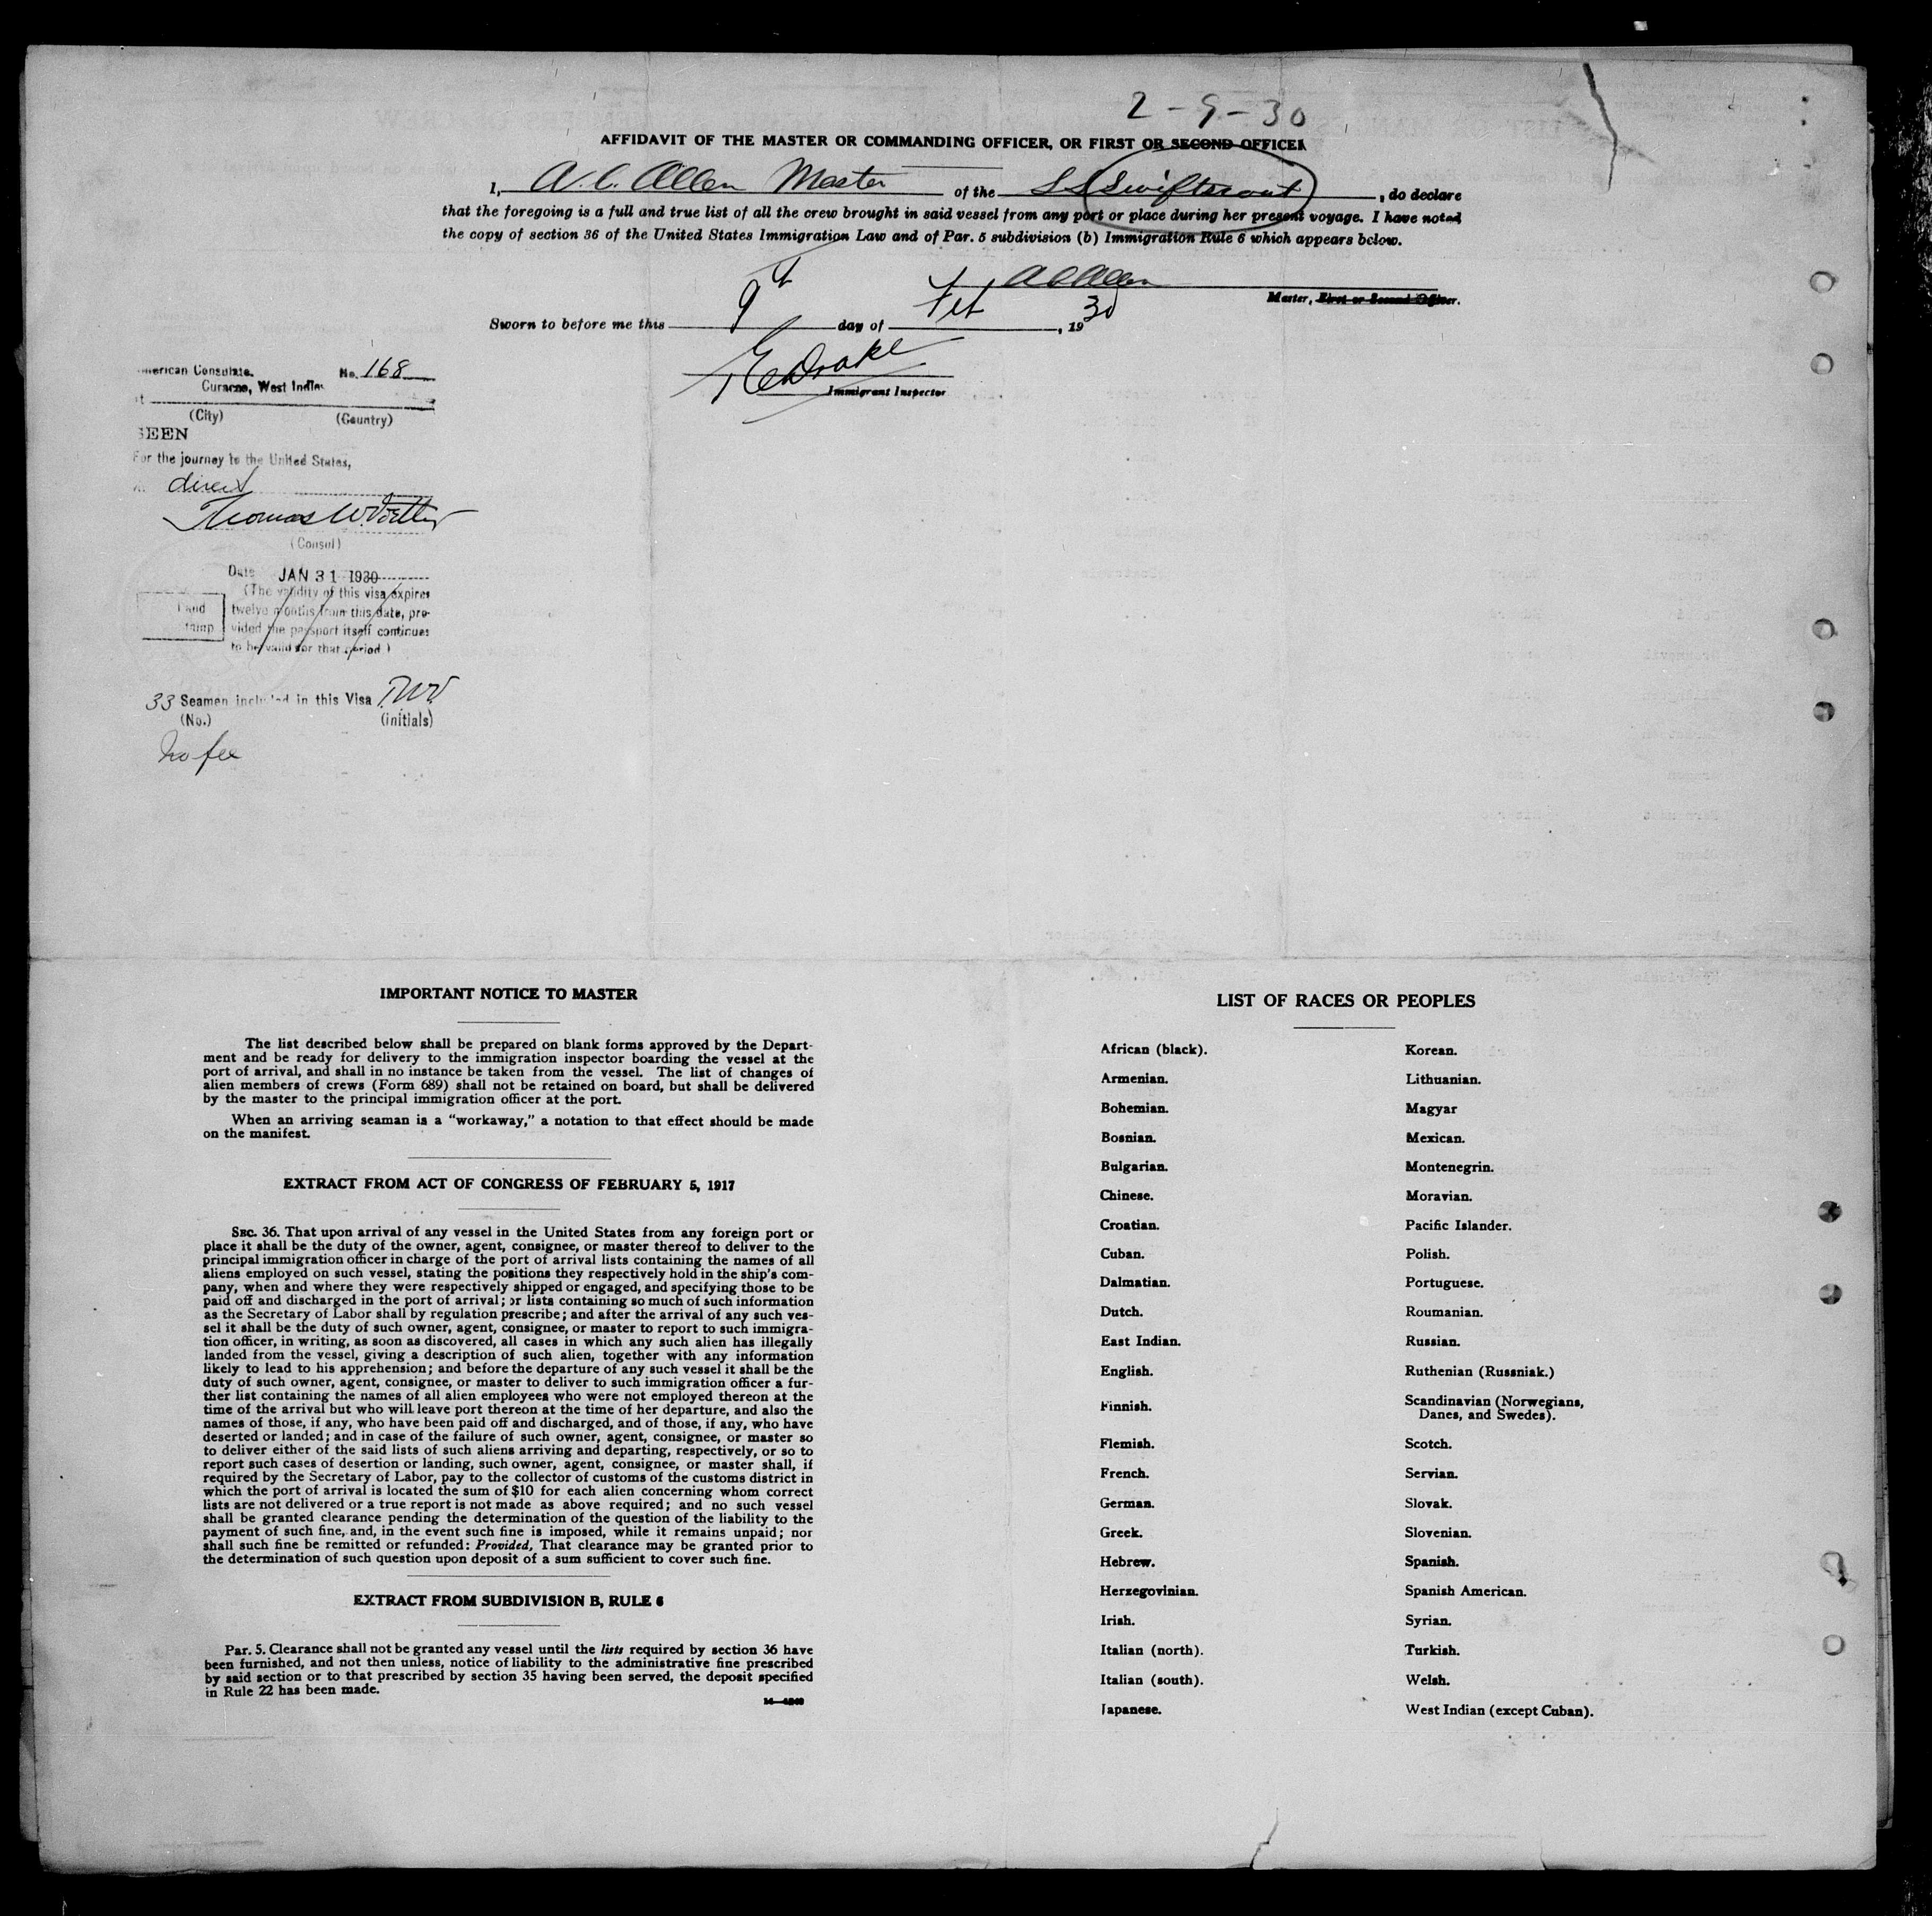 2-9-30
AFFIDAVIT OF THE MASTER OR COMMANDING OFFICER, OR FIRST OR SECOND OFFICER
I, A. C. Allen Master of the SS Swiftscout, do declare
that the foregoing is a full and true list of all the crew brought in said vessel from any port or place during her present voyage. I have noted
the copy of section 36 of the United States Immigration Law and of Par. 5 subdivision (b) Immigration Rule 6 which appears below.
A C Allen
Master, First or Second Officer.
Sworn to before me this 9th day of Feb, 1930
Drake
Immigrant Inspector
American Consulate, No. 168
Curacao, West Indies
(City) (Country)
SEEN
For the journey to the United States,
direct
Thomas W.
(Consul)
Date JAN 31 1930
(The validity of this visa expires
twelve months from this date, pro-
vided the passport itself continues
to be valid for that period)
33 Seamen included in this Visa TWV
(No.) (initials)
No fee
IMPORTANT NOTICE TO MASTER
The list described below shall be prepared on blank forms approved by the Depart-
ment and be ready for delivery to the immigration inspector boarding the vessel at the
port of arrival, and shall in no instance be taken from the vessel. The list of changes of
alien members of crews (Form 689) shall not be retained on board, but shall be delivered
by the master to the principal immigration officer at the port.
When an arriving seaman is a "workaway," a notation to that effect should be made
on the manifest.
EXTRACT FROM ACT OF CONGRESS OF FEBRUARY 5, 1917
SEC. 36. That upon arrival of any vessel in the United States from any foreign port or
place it shall be the duty of the owner, agent, consignee, or master thereof to deliver to the
principal immigration officer in charge of the port of arrival lists containing the names of all
aliens employed on such vessel, stating the positions they respectively hold in the ship's com-
pany, when and where they were respectively shipped or engaged, and specifying those to be
paid off and discharged in the port of arrival; or lists containing so much of such information
as the Secretary of Labor shall by regulation prescribe; and after the arrival of any such ves-
sel it shall be the duty of such owner, agent, consignee, or master to report to such immigra-
tion officer, in writing, as soon as discovered, all cases in which any such alien has illegally
landed from the vessel, giving a description of such alien, together with any information
likely to lead to his apprehension; and before the departure of any such vessel it shall be the
duty of such owner, agent, consignee, or master to deliver to such immigration officer a fur-
ther list containing the names of all alien employees who were not employed thereon at the
time of the arrival but who will leave port thereon at the time of her departure, and also the
names of those, if any, who have been paid off and discharged, and of those, if any, who have
deserted or landed; and in case of the failure of such owner, agent, consignee, or master so
to deliver either of the said lists of such aliens arriving and departing, respectively, or so to
report such cases of desertion or landing, such owner, agent, consignee, or master shall, if
required by the Secretary of Labor, pay to the collector of customs of the customs district in
which the port of arrival is located the sum of $10 for each alien concerning whom correct
lists are not delivered or a true report is not made as above required; and no such vessel
shall be granted clearance pending the determination of the question of the liability to the
payment of such fine, and, in the event such fine is imposed, while it remains unpaid; nor
shall such fine be remitted or refunded: Provided, That clearance may be granted prior to
the determination of such question upon deposit of a sum sufficient to cover such fine.
EXTRACT FROM SUBDIVISION B, RULE 6
Par. 5. Clearance shall not be granted any vessel until the lists required by section 36 have
been furnished, and not then unless, notice of liability to the administrative fine prescribed
by said section or to that prescribed by section 35 having been served, the deposit specified
in Rule 22 has been made.
LIST OF RACES OR PEOPLES
African (black).
Armenian.
Bohemian.
Bosnian.
Bulgarian.
Chinese.
Croatian.
Cuban.
Dalmatian.
Dutch.
East Indian.
English.
Finnish.
Flemish.
French.
German.
Greek.
Hebrew.
Herzegovinian.
Irish.
Italian (north).
Italian (south).
Japanese.
Korean.
Lithuanian.
Magyar
Mexican.
Montenegrin.
Moravian.
Pacific Islander.
Polish.
Portuguese.
Roumanian.
Russian.
Ruthenian (Russniak.)
Scandinavian (Norwegians,
Danes, and Swedes).
Scotch.
Servian.
Slovak.
Slovenian.
Spanish.
Spanish American.
Syrian.
Turkish.
Welsh.
West Indian (except Cuban).